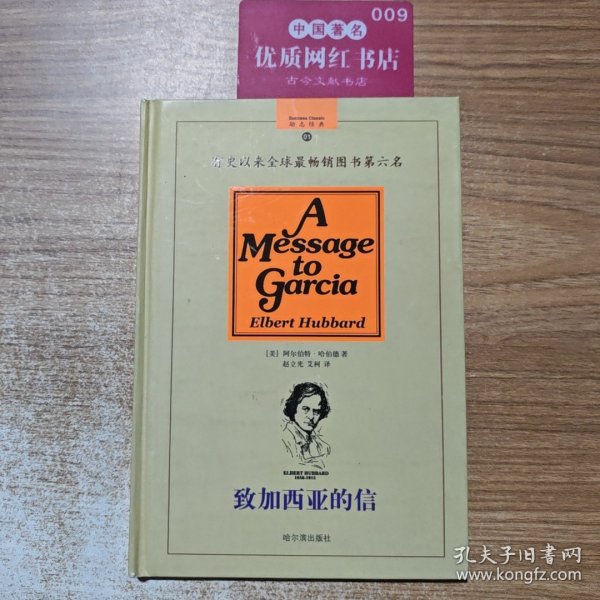 009
中国著名
优质网红书店
古今文献书店
Success Classic
励志经典
01
有史以来全球最畅销图书第六名
A
Message
to
Garcia
Elbert Hubbard
[美] 阿尔伯特·哈伯德 著
赵立光 艾柯 译
ELBERT HUBBARD
1856-1915
致加西亚的信
哈尔滨出版社
孔夫子旧书网
www.kongfz.com